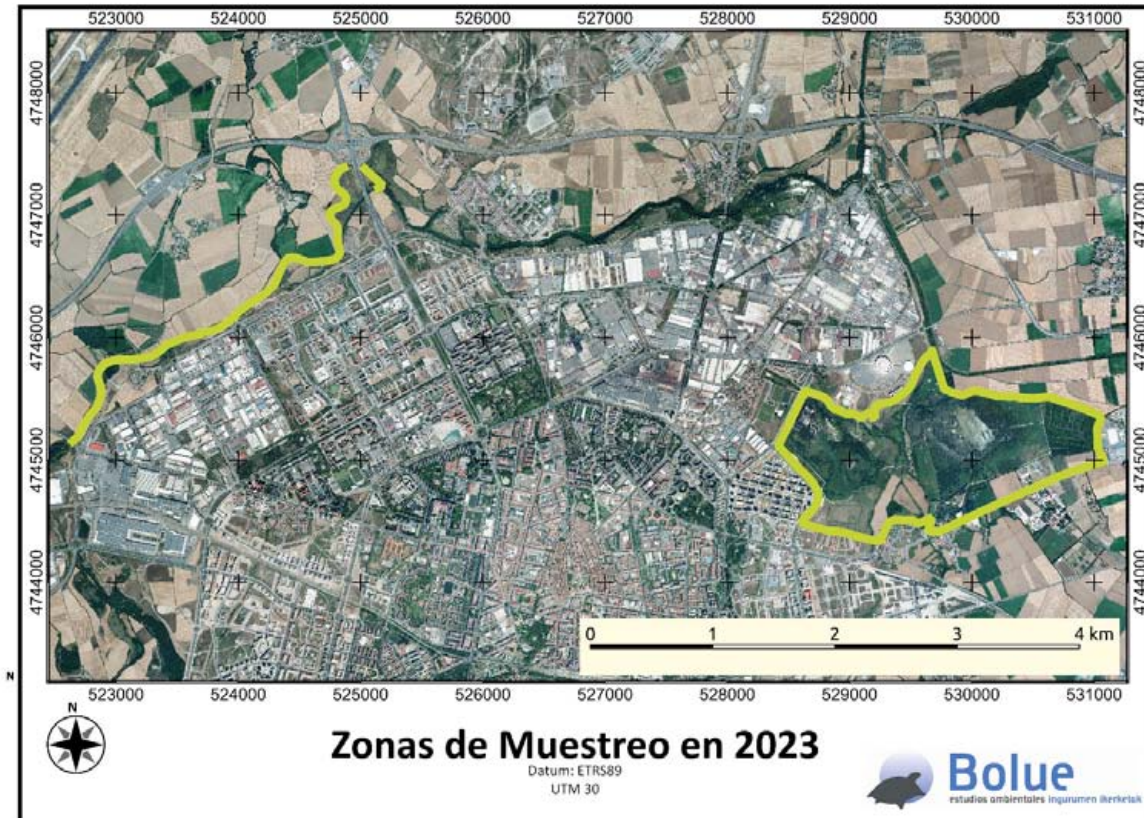 523000 524000 525000 526000 527000 528000 529000 530000 531000
4748000 4748000
4747000 4747000
4746000 4746000
4745000 4745000
4744000 4744000
0 1 2 3 4 km
523000 524000 525000 526000 527000 528000 529000 530000 531000
N
N
Zonas de Muestreo en 2023
Datum: ETRS89
UTM 30
Bolue
estudios ambientales ingurumen ikerketak